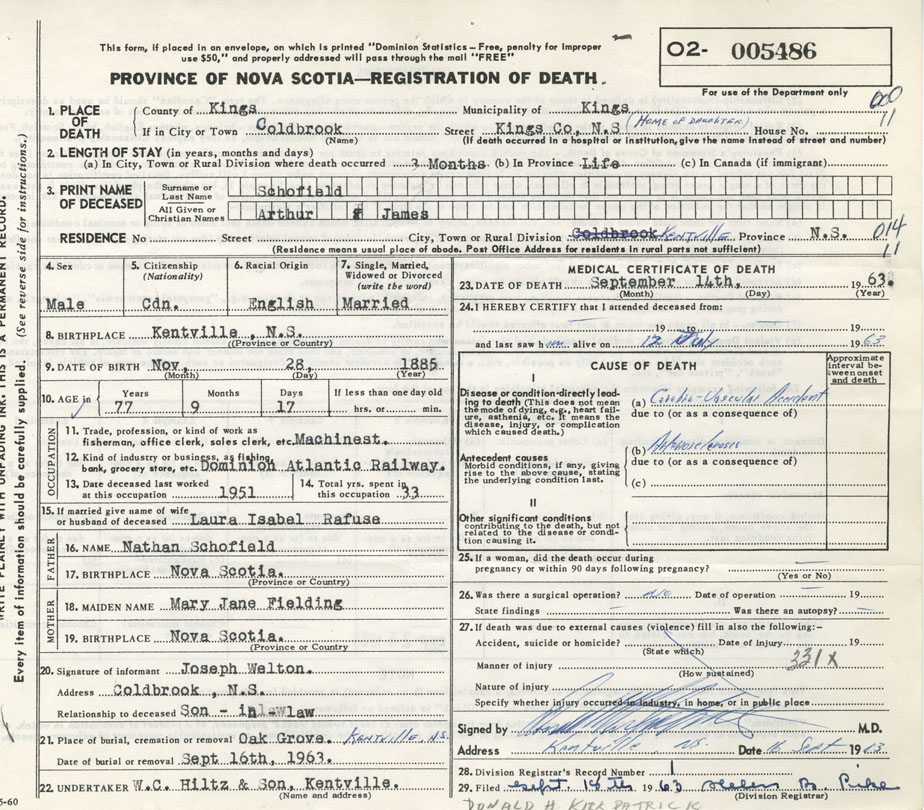 This form, if placed in an envelope, on which is printed "Dominion Statistics – Free, penalty for improper
use $50," and properly addressed will pass through the mail "FREE"
O2- 005486
For use of the Department only
PROVINCE OF NOVA SCOTIA—REGISTRATION OF DEATH.
WRITE PLAINLY WITH UNFADING INK. THIS IS A PERMANENT RECORD.
Every item of information should be carefully supplied. (See reverse side for instructions.)
1. PLACE OF DEATH
County of Kings Municipality of Kings
If in City or Town Coldbrook Street Kings Co, N.S (HOME OF DAUGHTER) House No.
(Name) (If death occurred in a hospital or institution, give the name instead of street and number)
11
2. LENGTH OF STAY (in years, months and days)
(a) In City, Town or Rural Division where death occurred Months (b) In Province Life (c) In Canada (if immigrant)
3. PRINT NAME OF DECEASED
Surname or Last Name Schofield
All Given or Christian Names Arthur James
RESIDENCE No Street City, Town or Rural Division Coldbrook Kentville Province N.S. 014
11
(Residence means usual place of abode. Post Office Address for residents in rural parts not sufficient)
4. Sex Male
5. Citizenship (Nationality) Cdn.
6. Racial Origin English
7. Single, Married, Widowed or Divorced (write the word) Married
8. BIRTHPLACE Kentville , N.S.
(Province or Country)
9. DATE OF BIRTH Nov, 28, 1885
(Month) (Day) (Year)
10. AGE in Years 77 Months 9 Days 17 If less than one day old hrs. or min.
OCCUPATION
11. Trade, profession, or kind of work as
fisherman, office clerk, sales clerk, etc. Machinest.
12. Kind of industry or business, as fishing,
bank, grocery store, etc. Dominion Atlantic Railway.
13. Date deceased last worked at this occupation 1951
14. Total yrs. spent in this occupation 33
15. If married give name of wife
or husband of deceased Laura Isabel Rafuse
FATHER
16. NAME Nathan Schofield
17. BIRTHPLACE Nova Scotia.
(Province or Country)
MOTHER
18. MAIDEN NAME Mary Jane Fielding
19. BIRTHPLACE Nova Scotia.
(Province or Country
20. Signature of informant Joseph Welton.
Address Coldbrook , N.S.
Relationship to deceased Son - inlawlaw
21. Place of burial, cremation or removal Oak Grove. Kentville, N.S.
Date of burial or removal Sept 16th, 1963.
22. UNDERTAKER W.C. Hiltz & Son, Kentville.
(Name and address)
5-60
MEDICAL CERTIFICATE OF DEATH
23. DATE OF DEATH September 14th, 1963.
(Month) (Day) (Year)
24. I HEREBY CERTIFY that I attended deceased from:
19 to
and last saw h alive on 12 1963
CAUSE OF DEATH
Approximate interval between onset and death
I
Disease or condition directly leading to death (This does not mean the mode of dying, e.g., heart failure, asthenia, etc. It means the disease, injury, or complication which caused death.)
(a) Cerebro-Vascular Accident
due to (or as a consequence of)
Antecedent causes
Morbid conditions, if any, giving rise to the above cause, stating the underlying condition last.
(b)
due to (or as a consequence of)
(c)
II
Other significant conditions
contributing to the death, but not related to the disease or condition causing it.
25. If a woman, did the death occur during
pregnancy or within 90 days following pregnancy?
(Yes or No)
26. Was there a surgical operation? No Date of operation 19
State findings Was there an autopsy?
27. If death was due to external causes (violence) fill in also the following:-
Accident, suicide or homicide? Date of injury 19
(State which)
Manner of injury 331X
(How sustained)
Nature of injury
Specify whether injury occurred in industry, in home, or in public place
Signed by M.D.
Address Kentville, NS. Date 16 Sept 1963
28. Division Registrar's Record Number
29. Filed Sept. 1963 Pike
(Division Registrar)
DONALD H. KIRKPATRICK